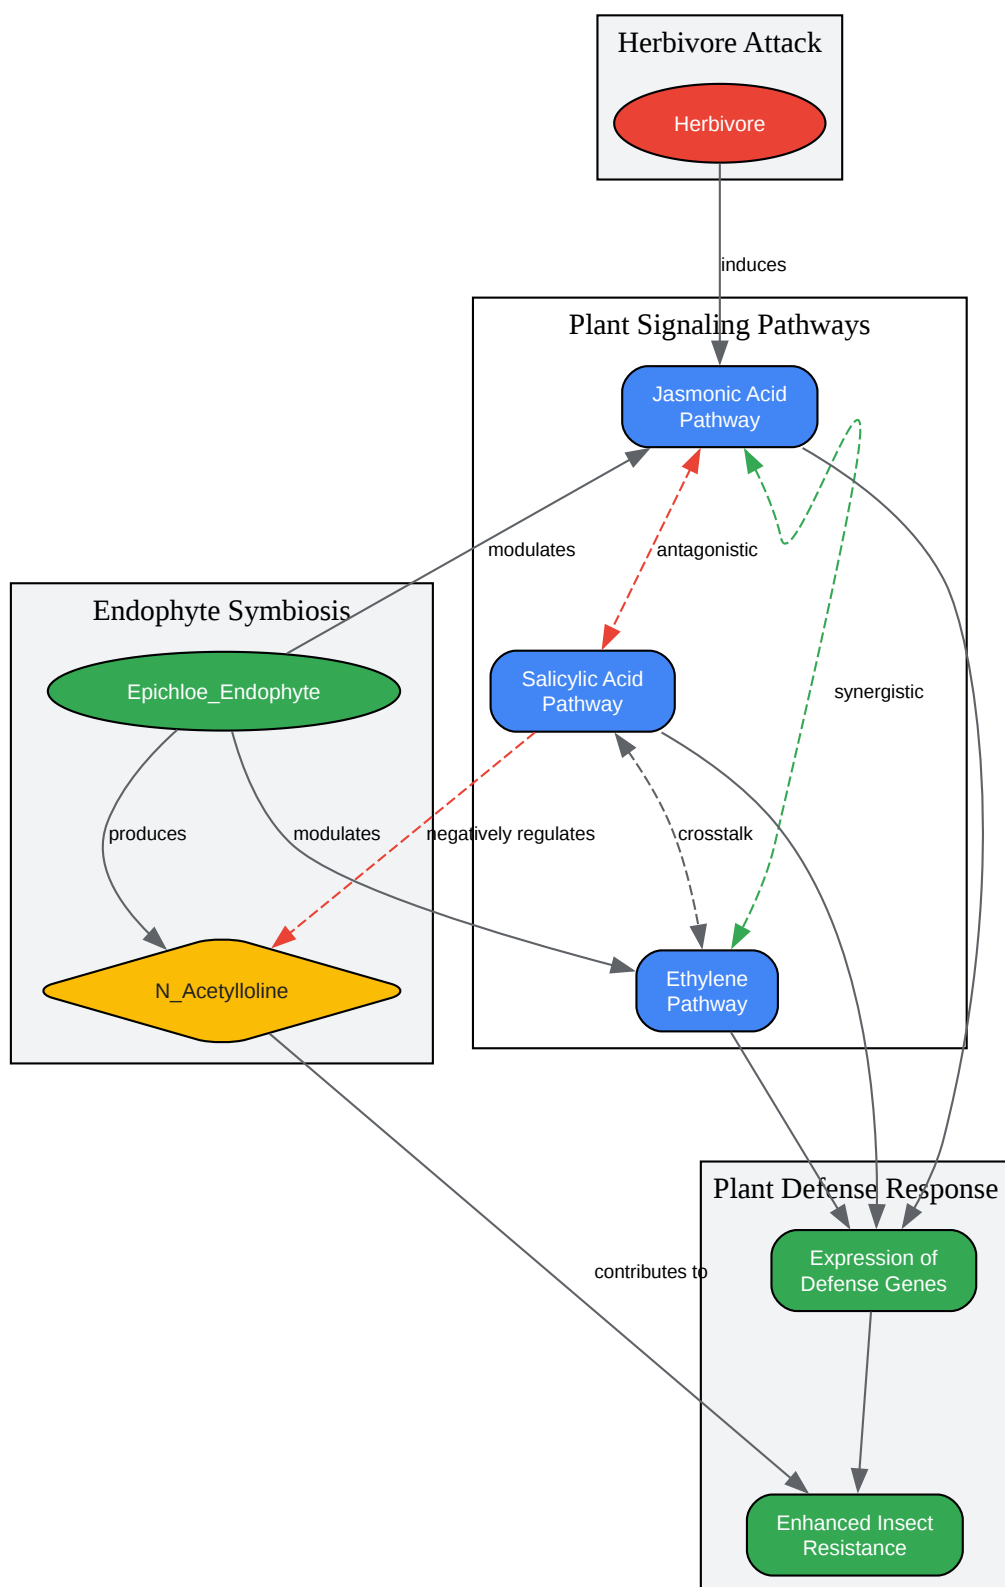 Herbivore Attack
Herbivore
induces
Plant Signaling Pathways
Jasmonic Acid
Pathway
modulates
antagonistic
Endophyte Symbiosis
Epichloe_Endophyte
Salicylic Acid
Pathway
synergistic
produces
modulates
negatively regulates
crosstalk
N_Acetylloline
Ethylene
Pathway
Plant Defense Response
contributes to
Expression of
Defense Genes
Enhanced Insect
Resistance